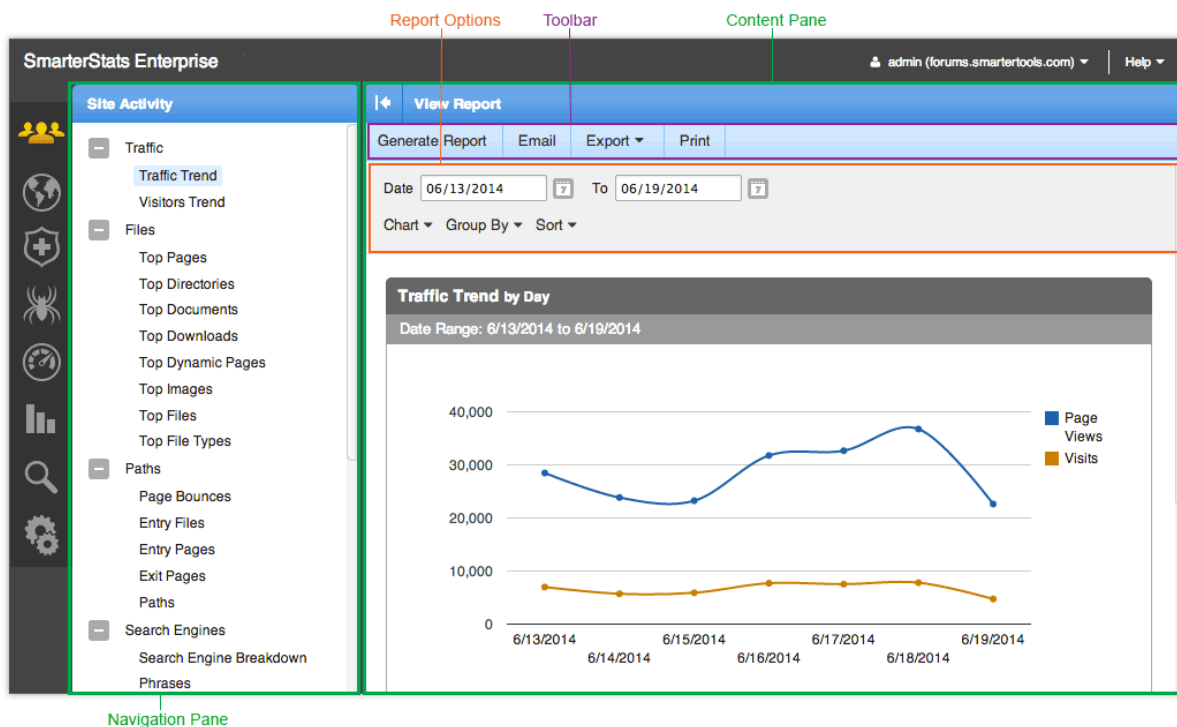 Report Options Toolbar Content Pane
SmarterStats Enterprise
admin (forums.smartertools.com) Help
Site Activity
Traffic
Traffic Trend
Visitors Trend
Files
Top Pages
Top Directories
Top Documents
Top Downloads
Top Dynamic Pages
Top Images
Top Files
Top File Types
Paths
Page Bounces
Entry Files
Entry Pages
Exit Pages
Paths
Search Engines
Search Engine Breakdown
Phrases
View Report
Generate Report Email Export Print
Date 06/13/2014 7 To 06/19/2014 7
Chart Group By Sort
Traffic Trend by Day
Date Range: 6/13/2014 to 6/19/2014
40,000
30,000
20,000
10,000
0
6/13/2014 6/15/2014 6/17/2014 6/19/2014
6/14/2014 6/16/2014 6/18/2014
Page
Views
Visits
Navigation Pane